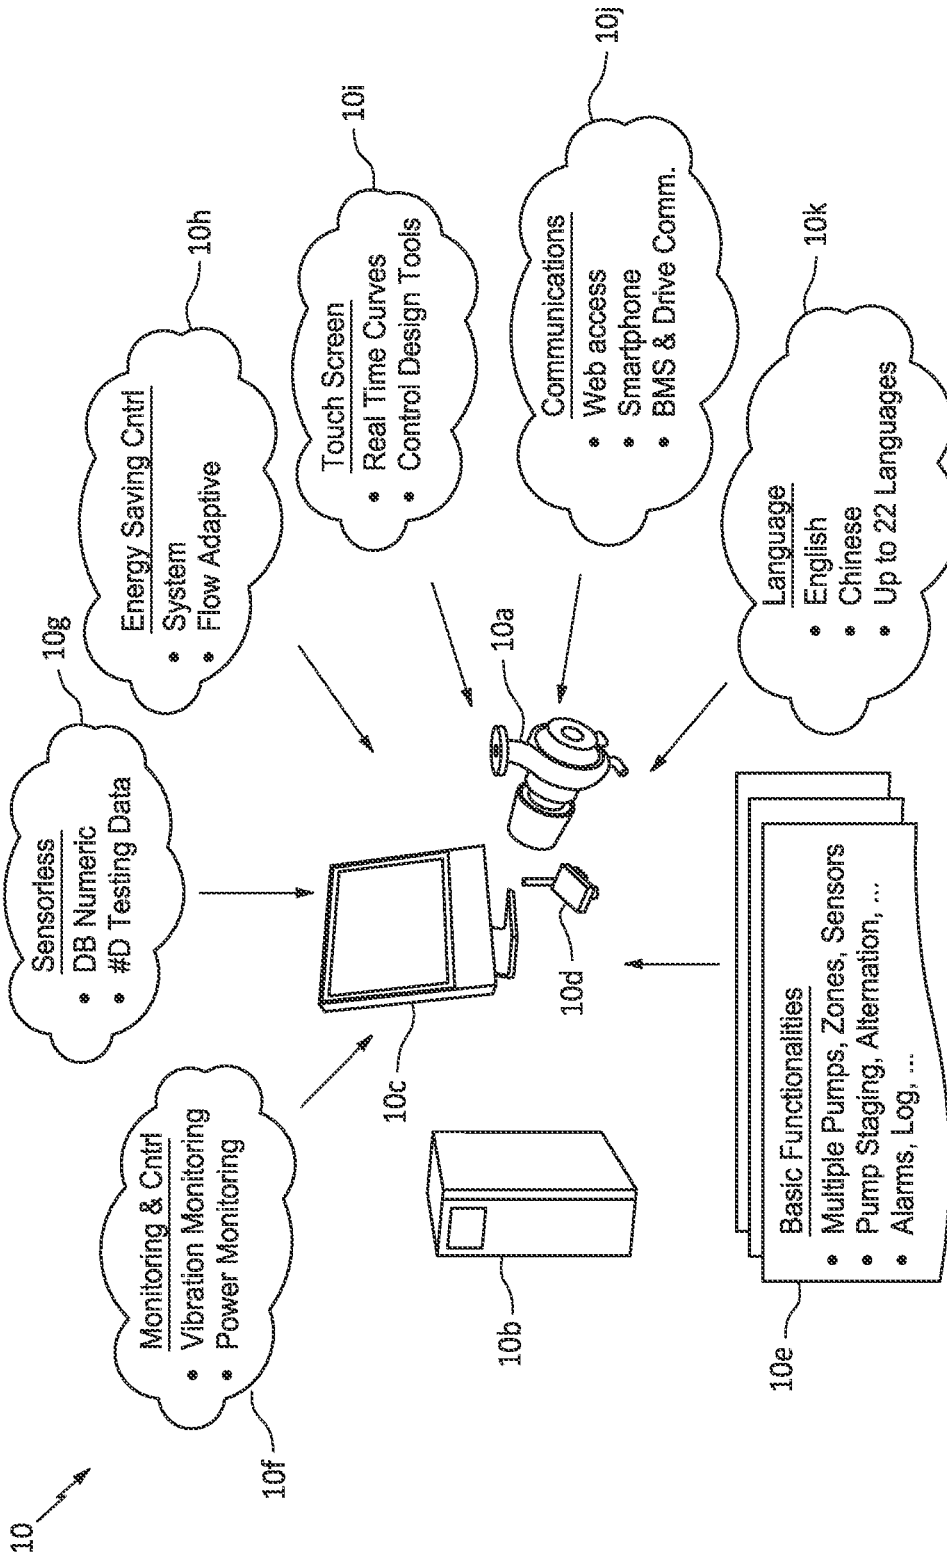 10
10f
Monitoring & Cntrl
• Vibration Monitoring
• Power Monitoring
10g
Sensorless
• DB Numeric
• #D Testing Data
10h
Energy Saving Cntrl
• System
• Flow Adaptive
10i
Touch Screen
• Real Time Curves
• Control Design Tools
10j
Communications
• Web access
• Smartphone
• BMS & Drive Comm.
10k
Language
• English
• Chinese
• Up to 22 Languages
10b
10c
10d
10a
10e
Basic Functionalities
• Multiple Pumps, Zones, Sensors
• Pump Staging, Alternation, ...
• Alarms, Log, ...